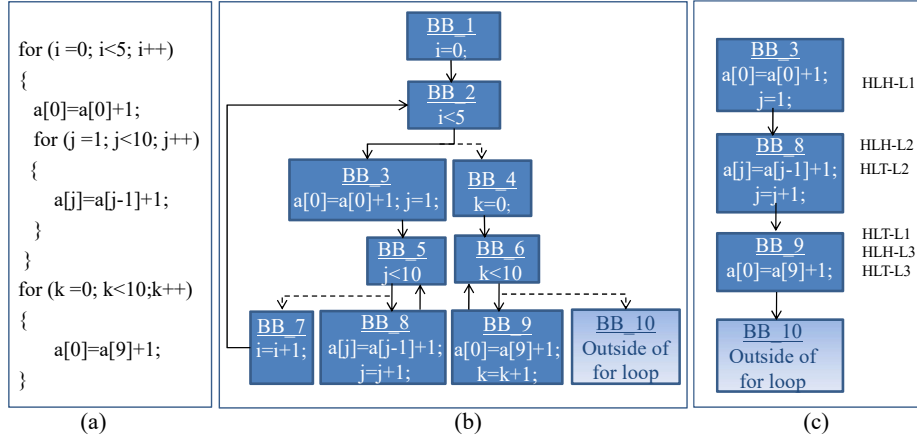 for (i =0; i<5; i++)
{
a[0]=a[0]+1;
for (j =1; j<10; j++)
{
a[j]=a[j-1]+1;
}
}
for (k =0; k<10;k++)
{
a[0]=a[9]+1;
}
(a)
BB_1
i=0;
BB_2
i<5
BB_3
a[0]=a[0]+1; j=1;
BB_4
k=0;
BB_5
j<10
BB_6
k<10
BB_7
i=i+1;
BB_8
a[j]=a[j-1]+1;
j=j+1;
BB_9
a[0]=a[9]+1;
k=k+1;
BB_10
Outside of
for loop
(b)
BB_3
a[0]=a[0]+1;
j=1;
HLH-L1
BB_8
a[j]=a[j-1]+1;
j=j+1;
HLH-L2
HLT-L2
BB_9
a[0]=a[9]+1;
HLT-L1
HLH-L3
HLT-L3
BB_10
Outside of
for loop
(c)